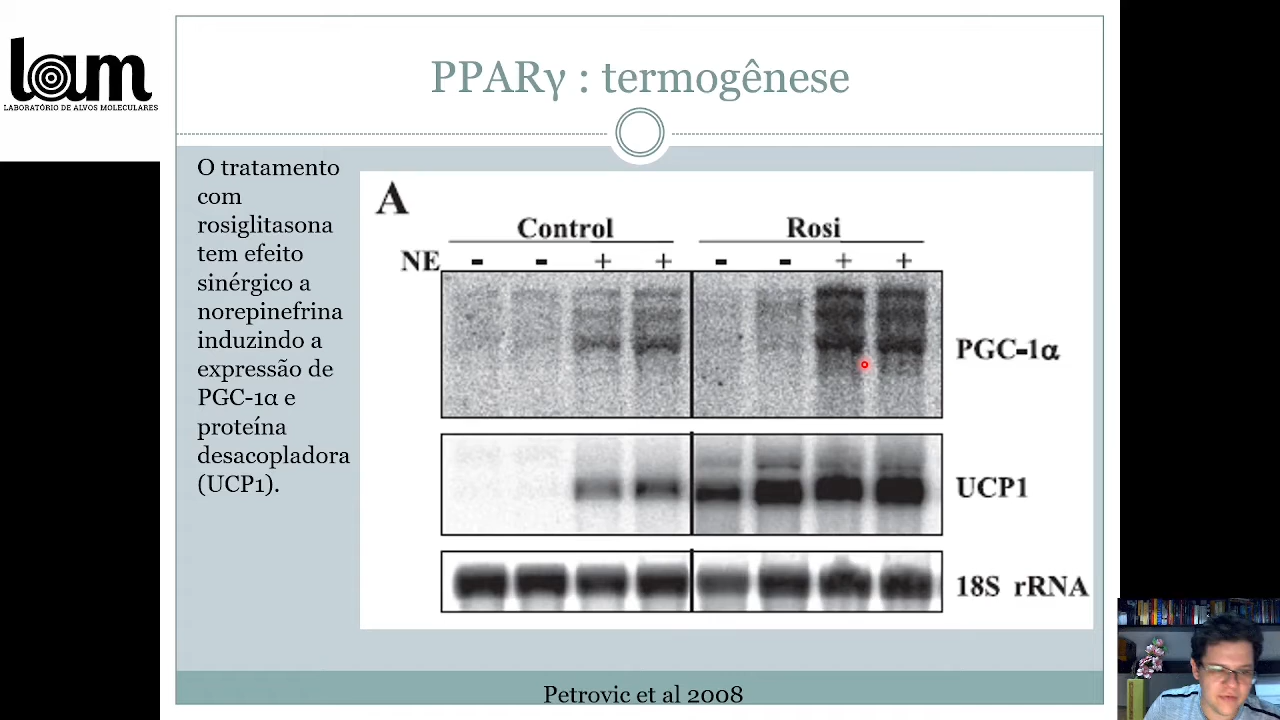 lam
LABORATÓRIO DE ALVOS MOLECULARES
PPARγ : termogênese
O tratamento
com
rosiglitasona
tem efeito
sinérgico a
norepinefrina
induzindo a
expressão de
PGC-1α e
proteína
desacopladora
(UCP1).
A
Control Rosi
NE - - + + - - + +
PGC-1α
UCP1
18S rRNA
Petrovic et al 2008